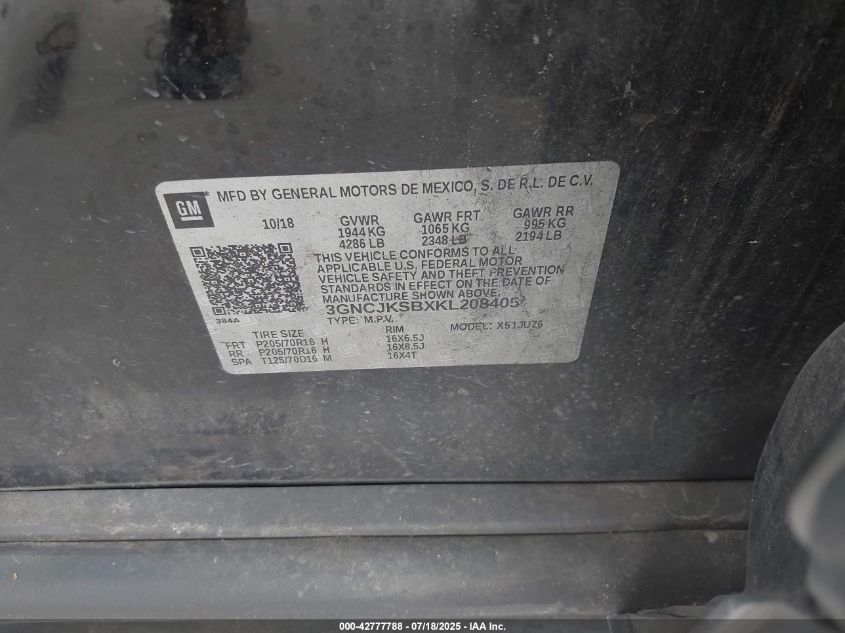 GM
MFD BY GENERAL MOTORS DE MEXICO, S. DE R.L. DE C.V.
10/18 GVWR GAWR FRT GAWR RR
1944 KG 1065 KG 995 KG
4286 LB 2348 LB 2194 LB
THIS VEHICLE CONFORMS TO ALL
APPLICABLE U.S. FEDERAL MOTOR
VEHICLE SAFETY AND THEFT PREVENTION
STANDARDS IN EFFECT ON THE DATE OF
MANUFACTURE SHOWN ABOVE.
384A
3GNCJKSBXKL208405
TYPE: M.P.V. MODEL: X51JU76
TIRE SIZE RIM
FRT P205/70R16 H 16X6.5J
RR P205/70R16 H 16X6.5J
SPA T125/70D16 M 16X4T
000-42777788 - 07/18/2025 - IAA Inc.